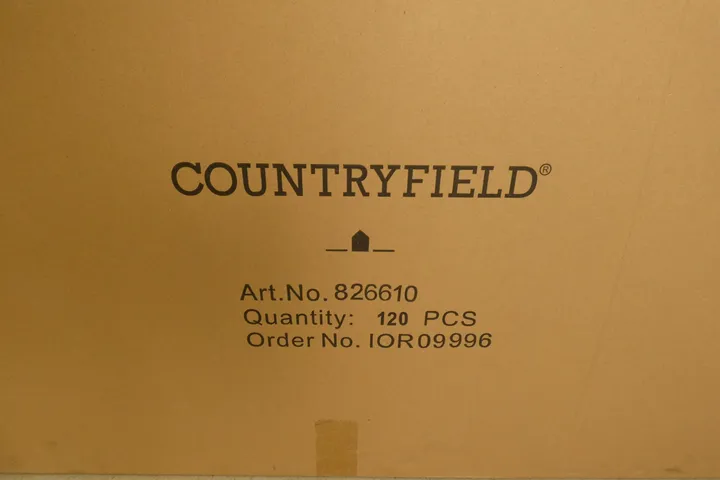 COUNTRYFIELD®
Art.No. 826610
Quantity: 120 PCS
Order No. IOR09996